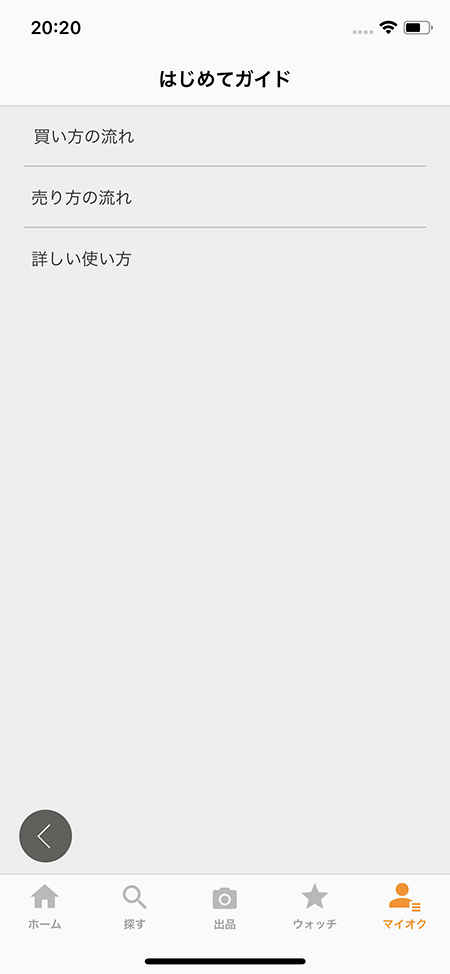 20:20
はじめてガイド
買い方の流れ
売り方の流れ
詳しい使い方
ホーム
探す
出品
ウォッチ
マイオク